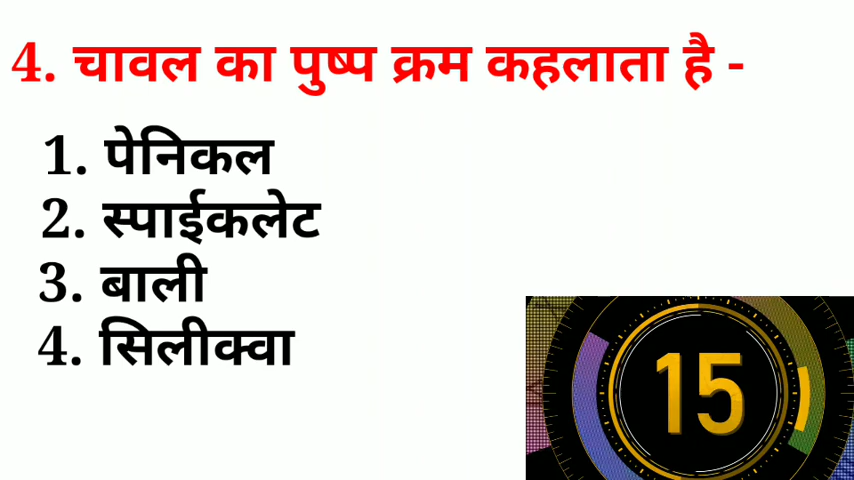 4. चावल का पुष्प क्रम कहलाता है -
1. पेनिकल
2. स्पाईकलेट
3. बाली
4. सिलीक्वा
15